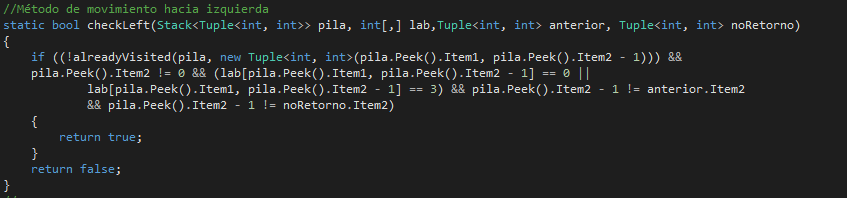 //Método de movimiento hacia izquierda
static bool checkLeft(Stack<Tuple<int, int>> pila, int[,] lab,Tuple<int, int> anterior, Tuple<int, int> noRetorno)
{
if ((!alreadyVisited(pila, new Tuple<int, int>(pila.Peek().Item1, pila.Peek().Item2 - 1))) &&
pila.Peek().Item2 != 0 && (lab[pila.Peek().Item1, pila.Peek().Item2 - 1] == 0 ||
lab[pila.Peek().Item1, pila.Peek().Item2 - 1] == 3) && pila.Peek().Item2 - 1 != anterior.Item2
&& pila.Peek().Item2 - 1 != noRetorno.Item2)
{
return true;
}
return false;
}